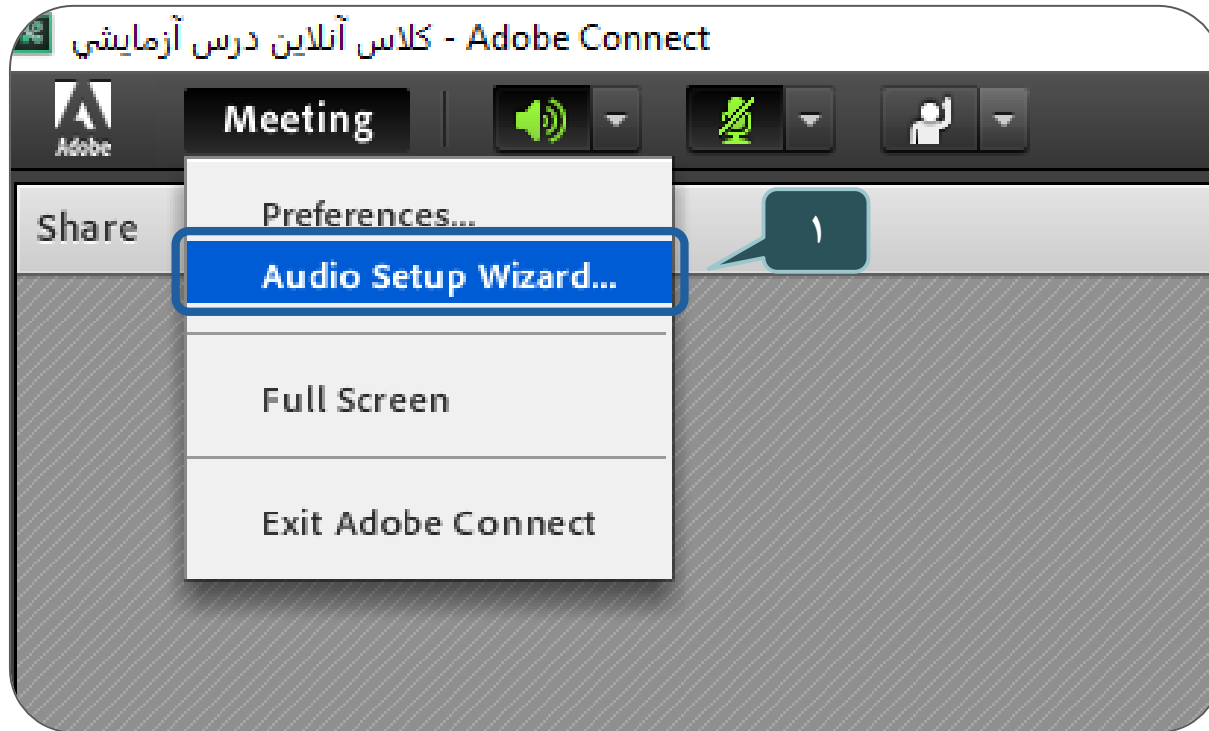 کلاس آنلاین درس آزمایشي - Adobe Connect
Adobe
Meeting
Share
Preferences...
Audio Setup Wizard...
۱
Full Screen
Exit Adobe Connect